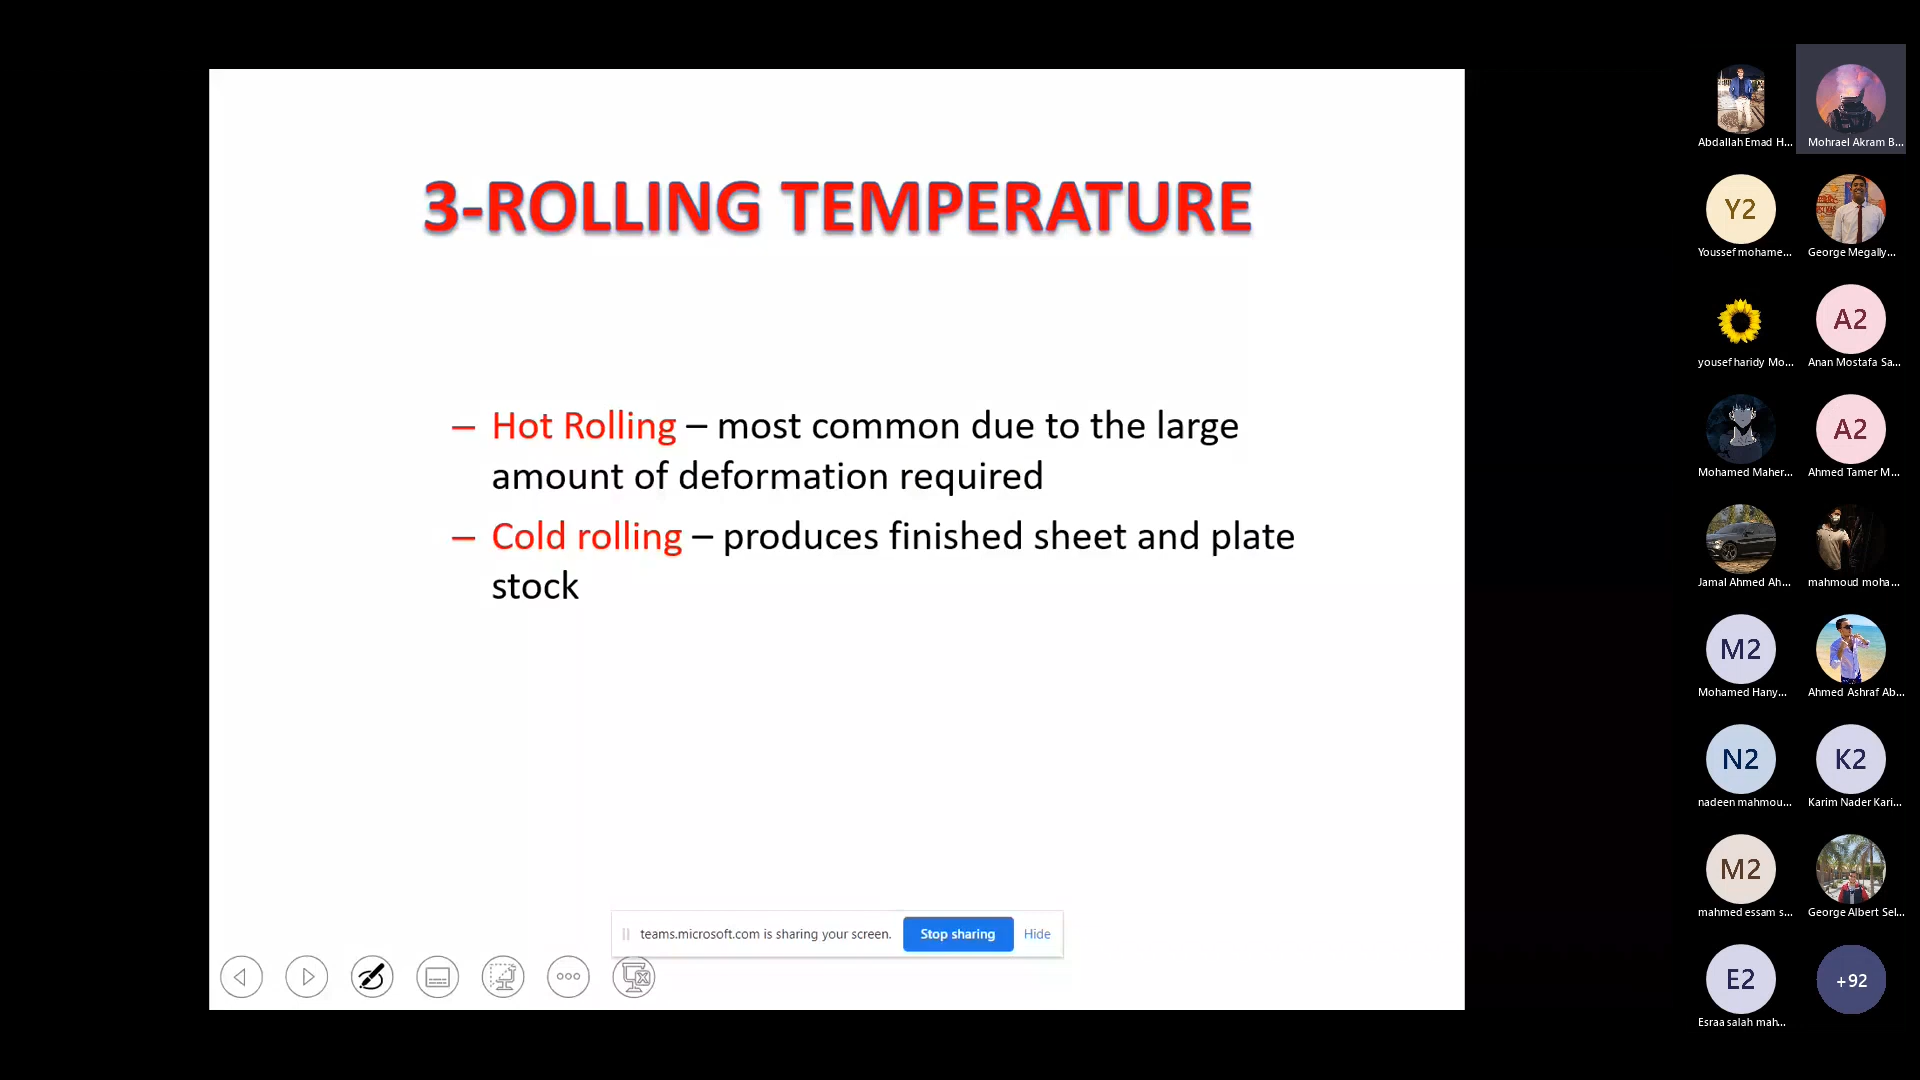 3-ROLLING TEMPERATURE
– Hot Rolling – most common due to the large
amount of deformation required
– Cold rolling – produces finished sheet and plate
stock
teams.microsoft.com is sharing your screen.
Stop sharing
Hide
Abdallah Emad H...
Mohrael Akram B...
Y2
Youssef mohame...
George Megally...
yousef haridy Mo...
A2
Anan Mostafa Sa...
Mohamed Maher...
A2
Ahmed Tamer M...
Jamal Ahmed Ah...
mahmoud moha...
M2
Mohamed Hany...
Ahmed Ashraf Ab...
N2
nadeen mahmou...
K2
Karim Nader Kari...
M2
mahmed essam s...
George Albert Sel...
E2
Esraa salah mah...
+92